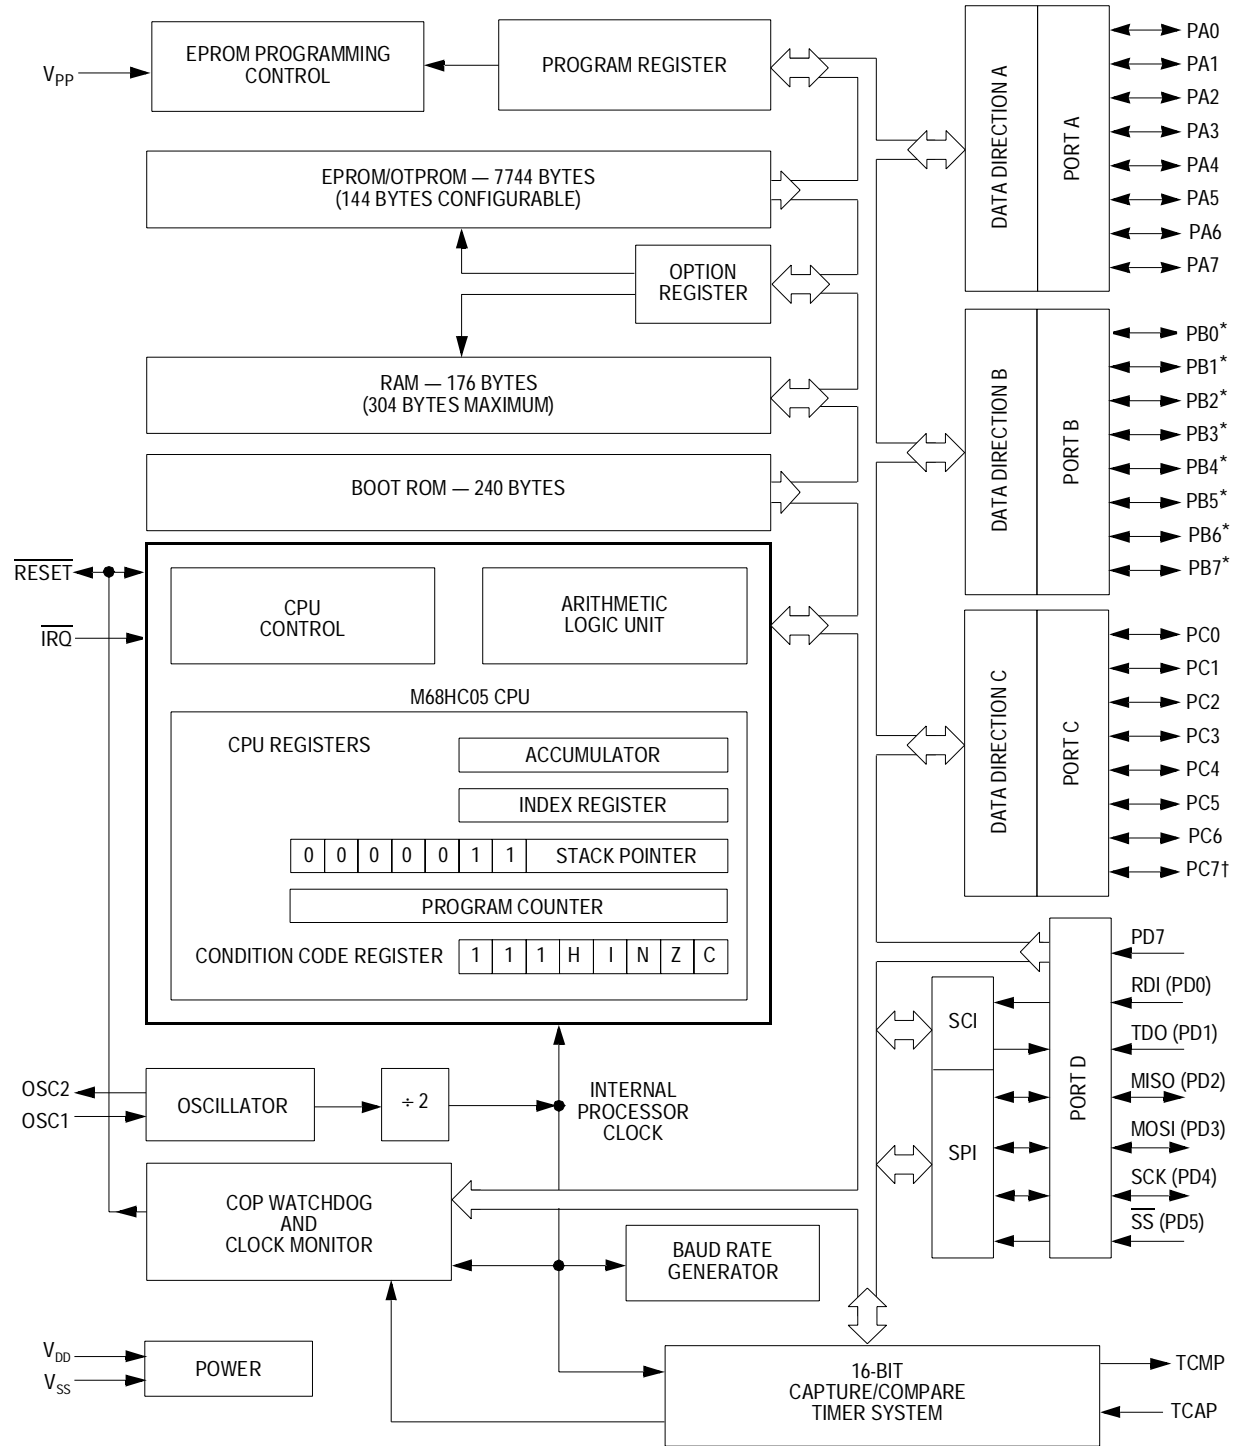 EPROM PROGRAMMING
CONTROL
PROGRAM REGISTER
VPP
EPROM/OTPROM — 7744 BYTES
(144 BYTES CONFIGURABLE)
OPTION
REGISTER
RAM — 176 BYTES
(304 BYTES MAXIMUM)
BOOT ROM — 240 BYTES
RESET
IRQ
CPU
CONTROL
ARITHMETIC
LOGIC UNIT
M68HC05 CPU
CPU REGISTERS
ACCUMULATOR
INDEX REGISTER
0 0 0 0 0 1 1 STACK POINTER
PROGRAM COUNTER
CONDITION CODE REGISTER 1 1 1 H I N Z C
OSC2
OSC1
OSCILLATOR
÷ 2
INTERNAL
PROCESSOR
CLOCK
COP WATCHDOG
AND
CLOCK MONITOR
BAUD RATE
GENERATOR
VDD
VSS
POWER
16-BIT
CAPTURE/COMPARE
TIMER SYSTEM
TCMP
TCAP
DATA DIRECTION A
PORT A
PA0
PA1
PA2
PA3
PA4
PA5
PA6
PA7
DATA DIRECTION B
PORT B
PB0*
PB1*
PB2*
PB3*
PB4*
PB5*
PB6*
PB7*
DATA DIRECTION C
PORT C
PC0
PC1
PC2
PC3
PC4
PC5
PC6
PC7†
SCI
SPI
PORT D
PD7
RDI (PD0)
TDO (PD1)
MISO (PD2)
MOSI (PD3)
SCK (PD4)
SS (PD5)